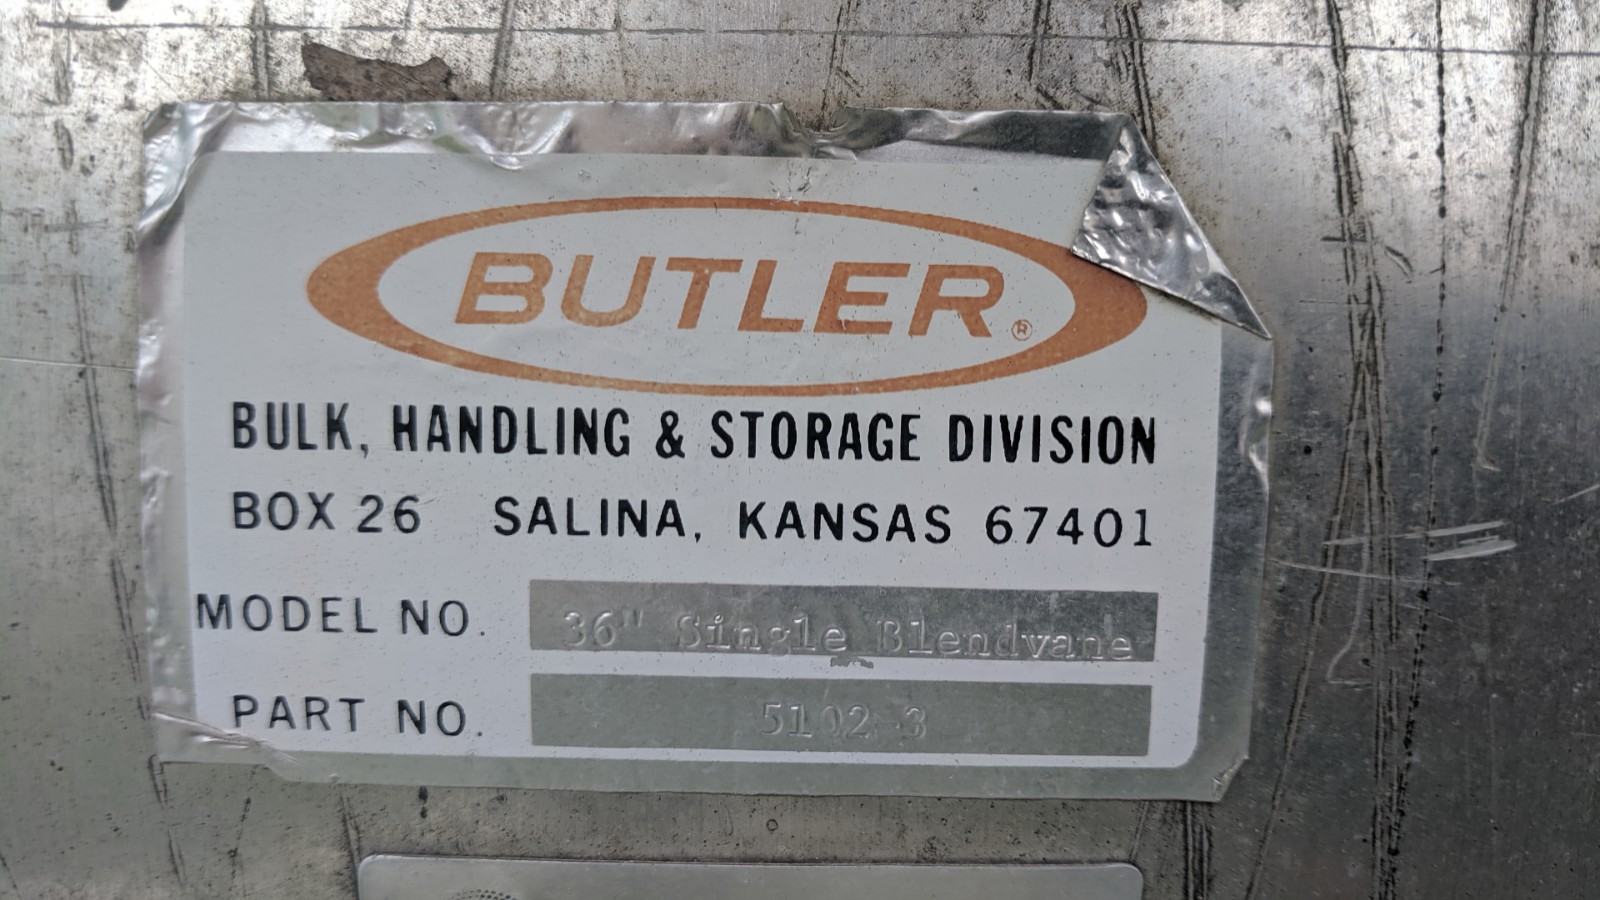 BUTLER®
BULK, HANDLING & STORAGE DIVISION
BOX 26 SALINA, KANSAS 67401
MODEL NO. 36" Single Blendvane
PART NO. 5102-3